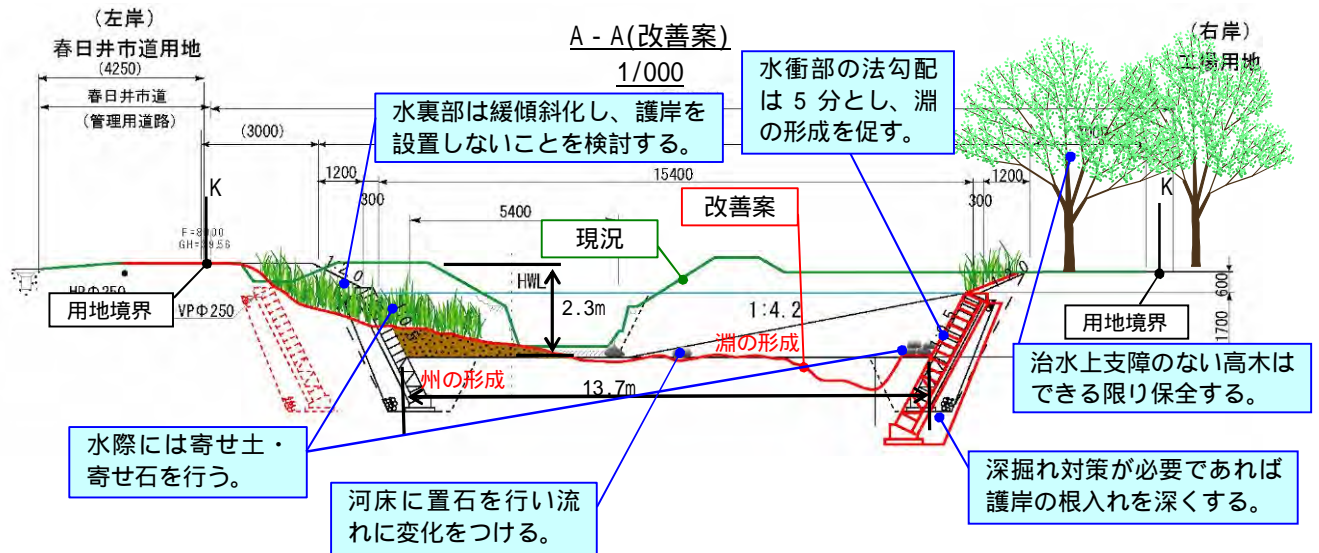 (左岸)
春日井市道用地
(4250)
春日井市道
(管理用道路)
(3000)
A - A(改善案)
1/000
(右岸)
工場用地
水裏部は緩傾斜化し、護岸を
設置しないことを検討する。
水衝部の法勾配
は 5 分とし、淵
の形成を促す。
1200
300
15400
300
1200
5400
K
K
改善案
現況
GH=39.56
1:2.0
HWL
2.3m
1:4.2
600
1700
用地境界
VPΦ250
用地境界
淵の形成
州の形成
13.7m
治水上支障のない高木は
できる限り保全する。
水際には寄せ土・
寄せ石を行う。
河床に置石を行い流
れに変化をつける。
深掘れ対策が必要であれば
護岸の根入れを深くする。